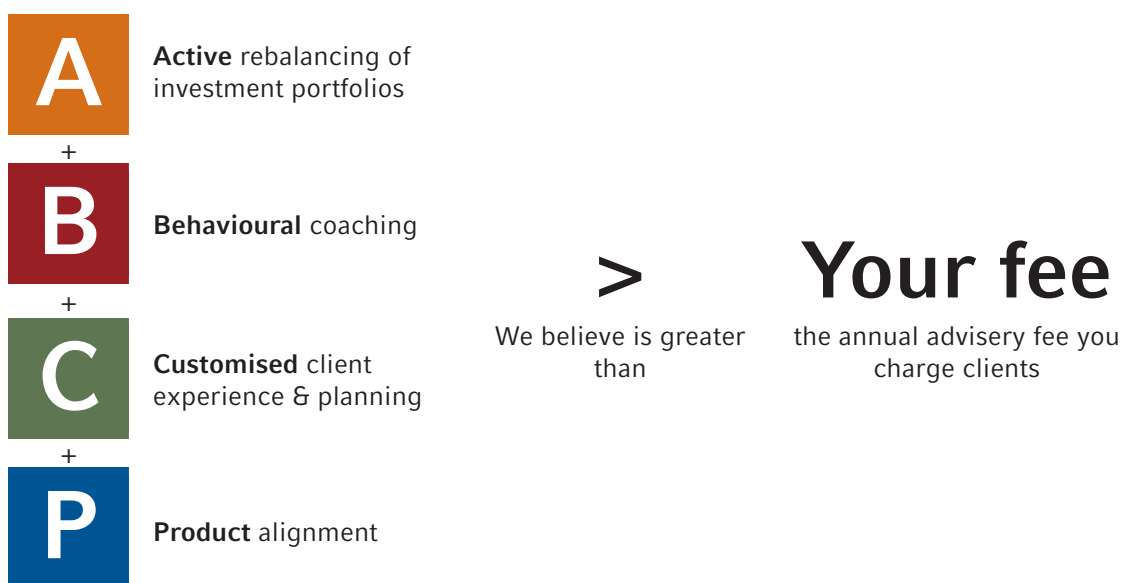 A
Active rebalancing of
investment portfolios
+
B
Behavioural coaching
+
C
Customised client
experience & planning
+
P
Product alignment
>
We believe is greater
than
Your fee
the annual advisery fee you
charge clients